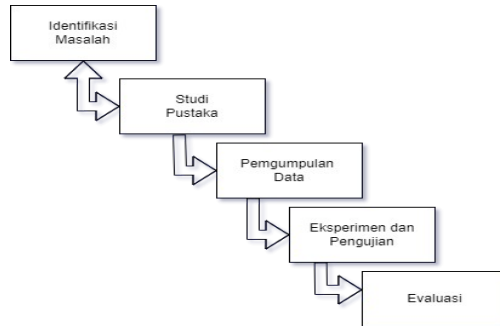 Identifikasi
Masalah
Studi
Pustaka
Pemgumpulan
Data
Eksperimen dan
Pengujian
Evaluasi